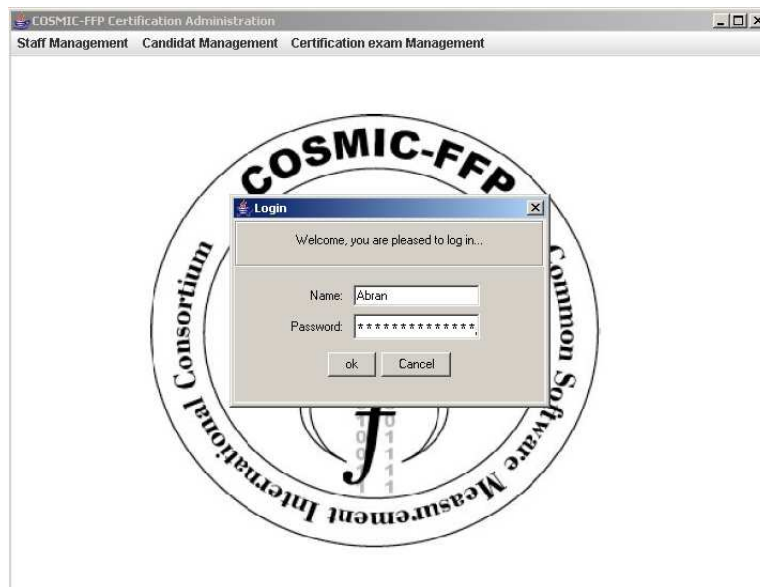 COSMIC-FFP Certification Administration
Staff Management Candidat Management Certification exam Management
COSMIC-FFP
Common Software Measurement International Consortium
Login
Welcome, you are pleased to log in...
Name: Abran
Password: **************
ok Cancel